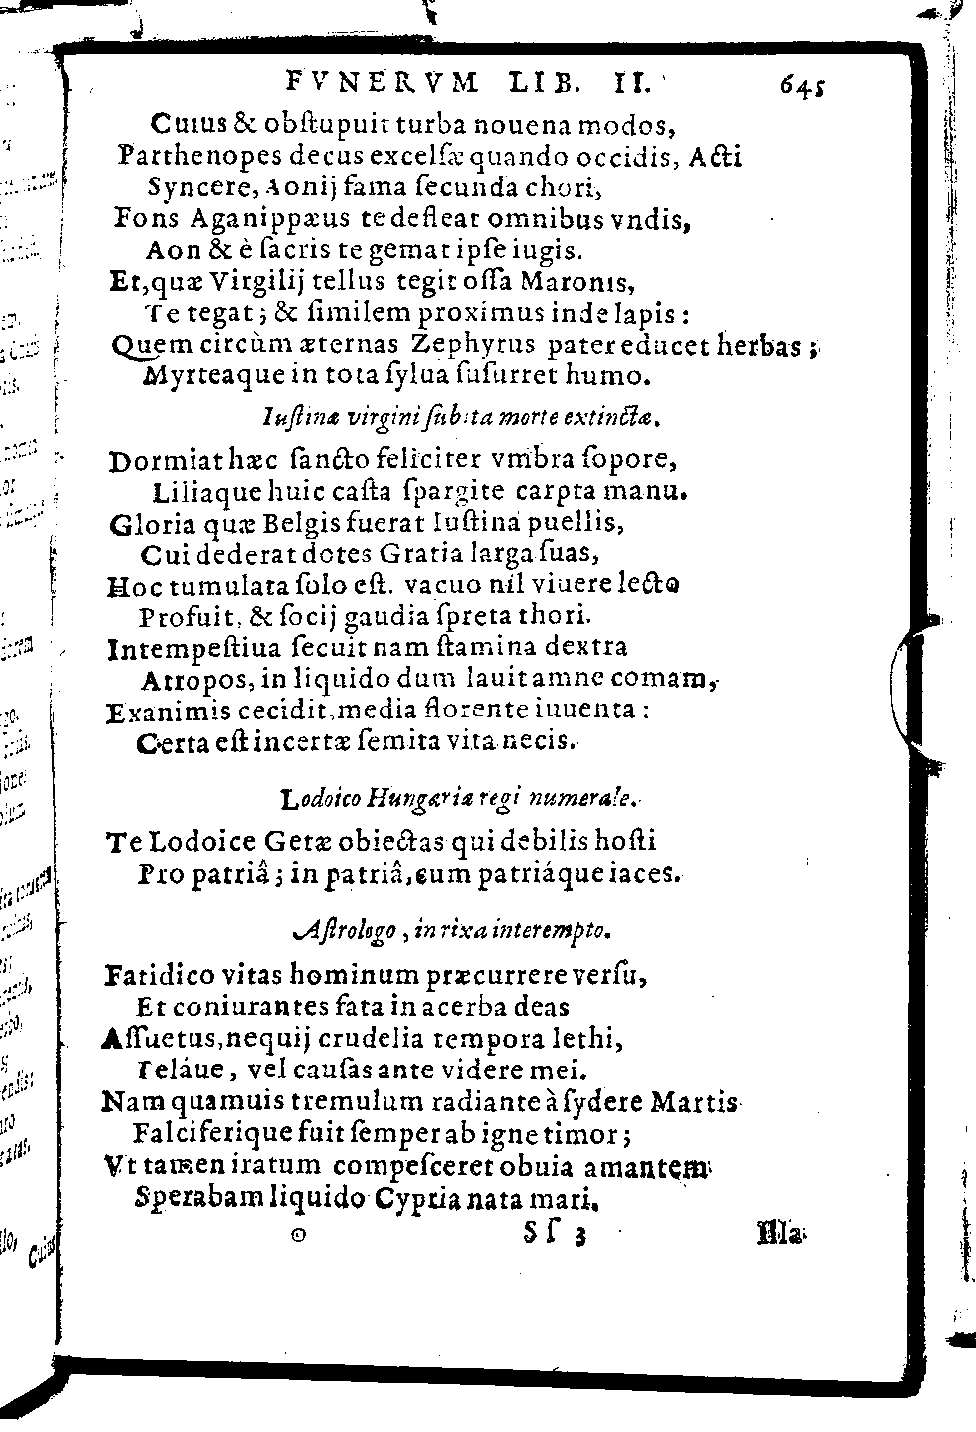 FVNERVM LIB. II. 645
Cuius & obſtupuit turba nouena modos,
Parthenopes decus excelſæ quando occidis, Acti
Syncere, Aonij fama ſecunda chori,
Fons Aganippæus te defleat omnibus vndis,
Aon & è ſacris te gemat ipſe iugis.
Et, quæ Virgilij tellus tegit oſſa Maronis,
Te tegat; & ſimilem proximus inde lapis:
Quem circùm æternas Zephyrus pater educet herbas;
Myrteaque in tota ſylua ſuſurret humo.
Iuſtinæ virgini ſubita morte extinctæ.
Dormiat hæc ſancto feliciter vmbra ſopore,
Liliaque huic caſta ſpargite carpta manu.
Gloria quæ Belgis fuerat Iuſtina puellis,
Cui dederat dotes Gratia larga ſuas,
Hoc tumulata ſolo eſt. vacuo nil viuere lecto
Profuit, & ſocij gaudia ſpreta thori.
Intempeſtiua ſecuit nam ſtamina dextra
Atropos, in liquido dum lauit amne comam,
Exanimis cecidit, media florente iuuenta:
Certa eſt incertæ ſemita vita necis.
Lodoico Hungariæ regi numerale.
Te Lodoice Getæ obiectas qui debilis hoſti
Pro patriâ; in patriâ, cum patriáque iaces.
Aſtrologo, in rixa interempto.
Fatidico vitas hominum præcurrere verſu,
Et coniurantes fata in acerba deas
Aſſuetus, nequij crudelia tempora lethi,
Teláue, vel cauſas ante videre mei.
Nam quamuis tremulum radiante à ſydere Martis
Falciferique fuit ſemper ab igne timor;
Vt tamen iratum compeſceret obuia amantem
Sperabam liquido Cypria nata mari.
☉ Sſ 3 Illa